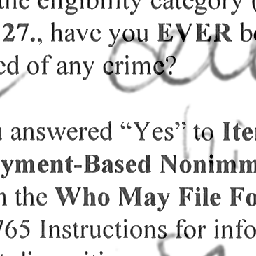 the eligibility category (
27., have you EVER be
ed of any crime?
answered “Yes” to Ite
yment-Based Nonimm
n the Who May File Fo
765 Instructions for info